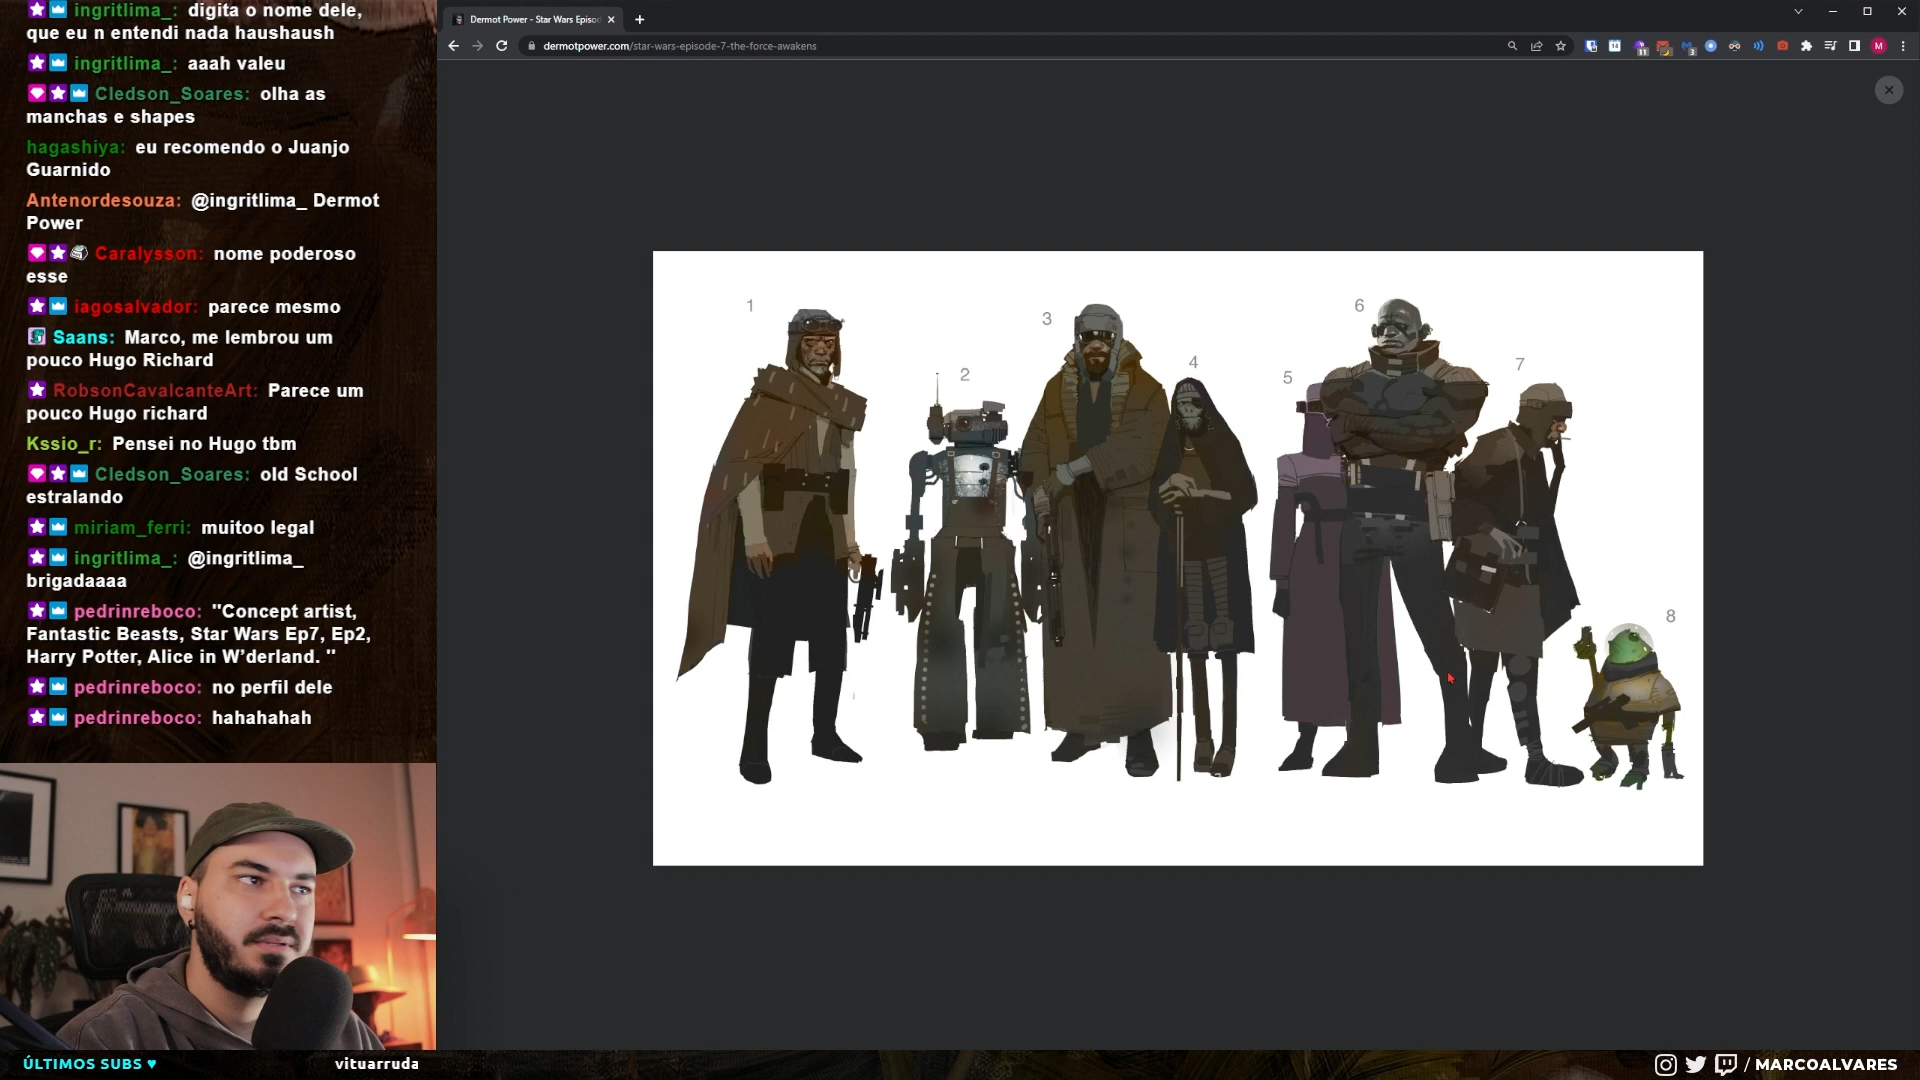 ingritlima_: digita o nome dele,
que eu n entendi nada haushaush
ingritlima_: aaah valeu
Cledson_Soares: olha as
manchas e shapes
hagashiya: eu recomendo o Juanjo
Guarnido
Antenordesouza: @ingritlima_ Dermot
Power
Caralysson: nome poderoso
esse
iagosalvador: parece mesmo
Saans: Marco, me lembrou um
pouco Hugo Richard
RobsonCavalcanteArt: Parece um
pouco Hugo richard
Kssio_r: Pensei no Hugo tbm
Cledson_Soares: old School
estralando
miriam_ferri: muitoo legal
ingritlima_: @ingritlima_
brigadaaaa
pedrinreboco: "Concept artist,
Fantastic Beasts, Star Wars Ep7, Ep2,
Harry Potter, Alice in W'derland. "
pedrinreboco: no perfil dele
pedrinreboco: hahahahah
ÚLTIMOS SUBS ♥
vituarruda
Dermot Power - Star Wars Episod
dermotpower.com/star-wars-episode-7-the-force-awakens
14
11
3
M
1
2
3
4
5
6
7
8
/ MARCOALVARES